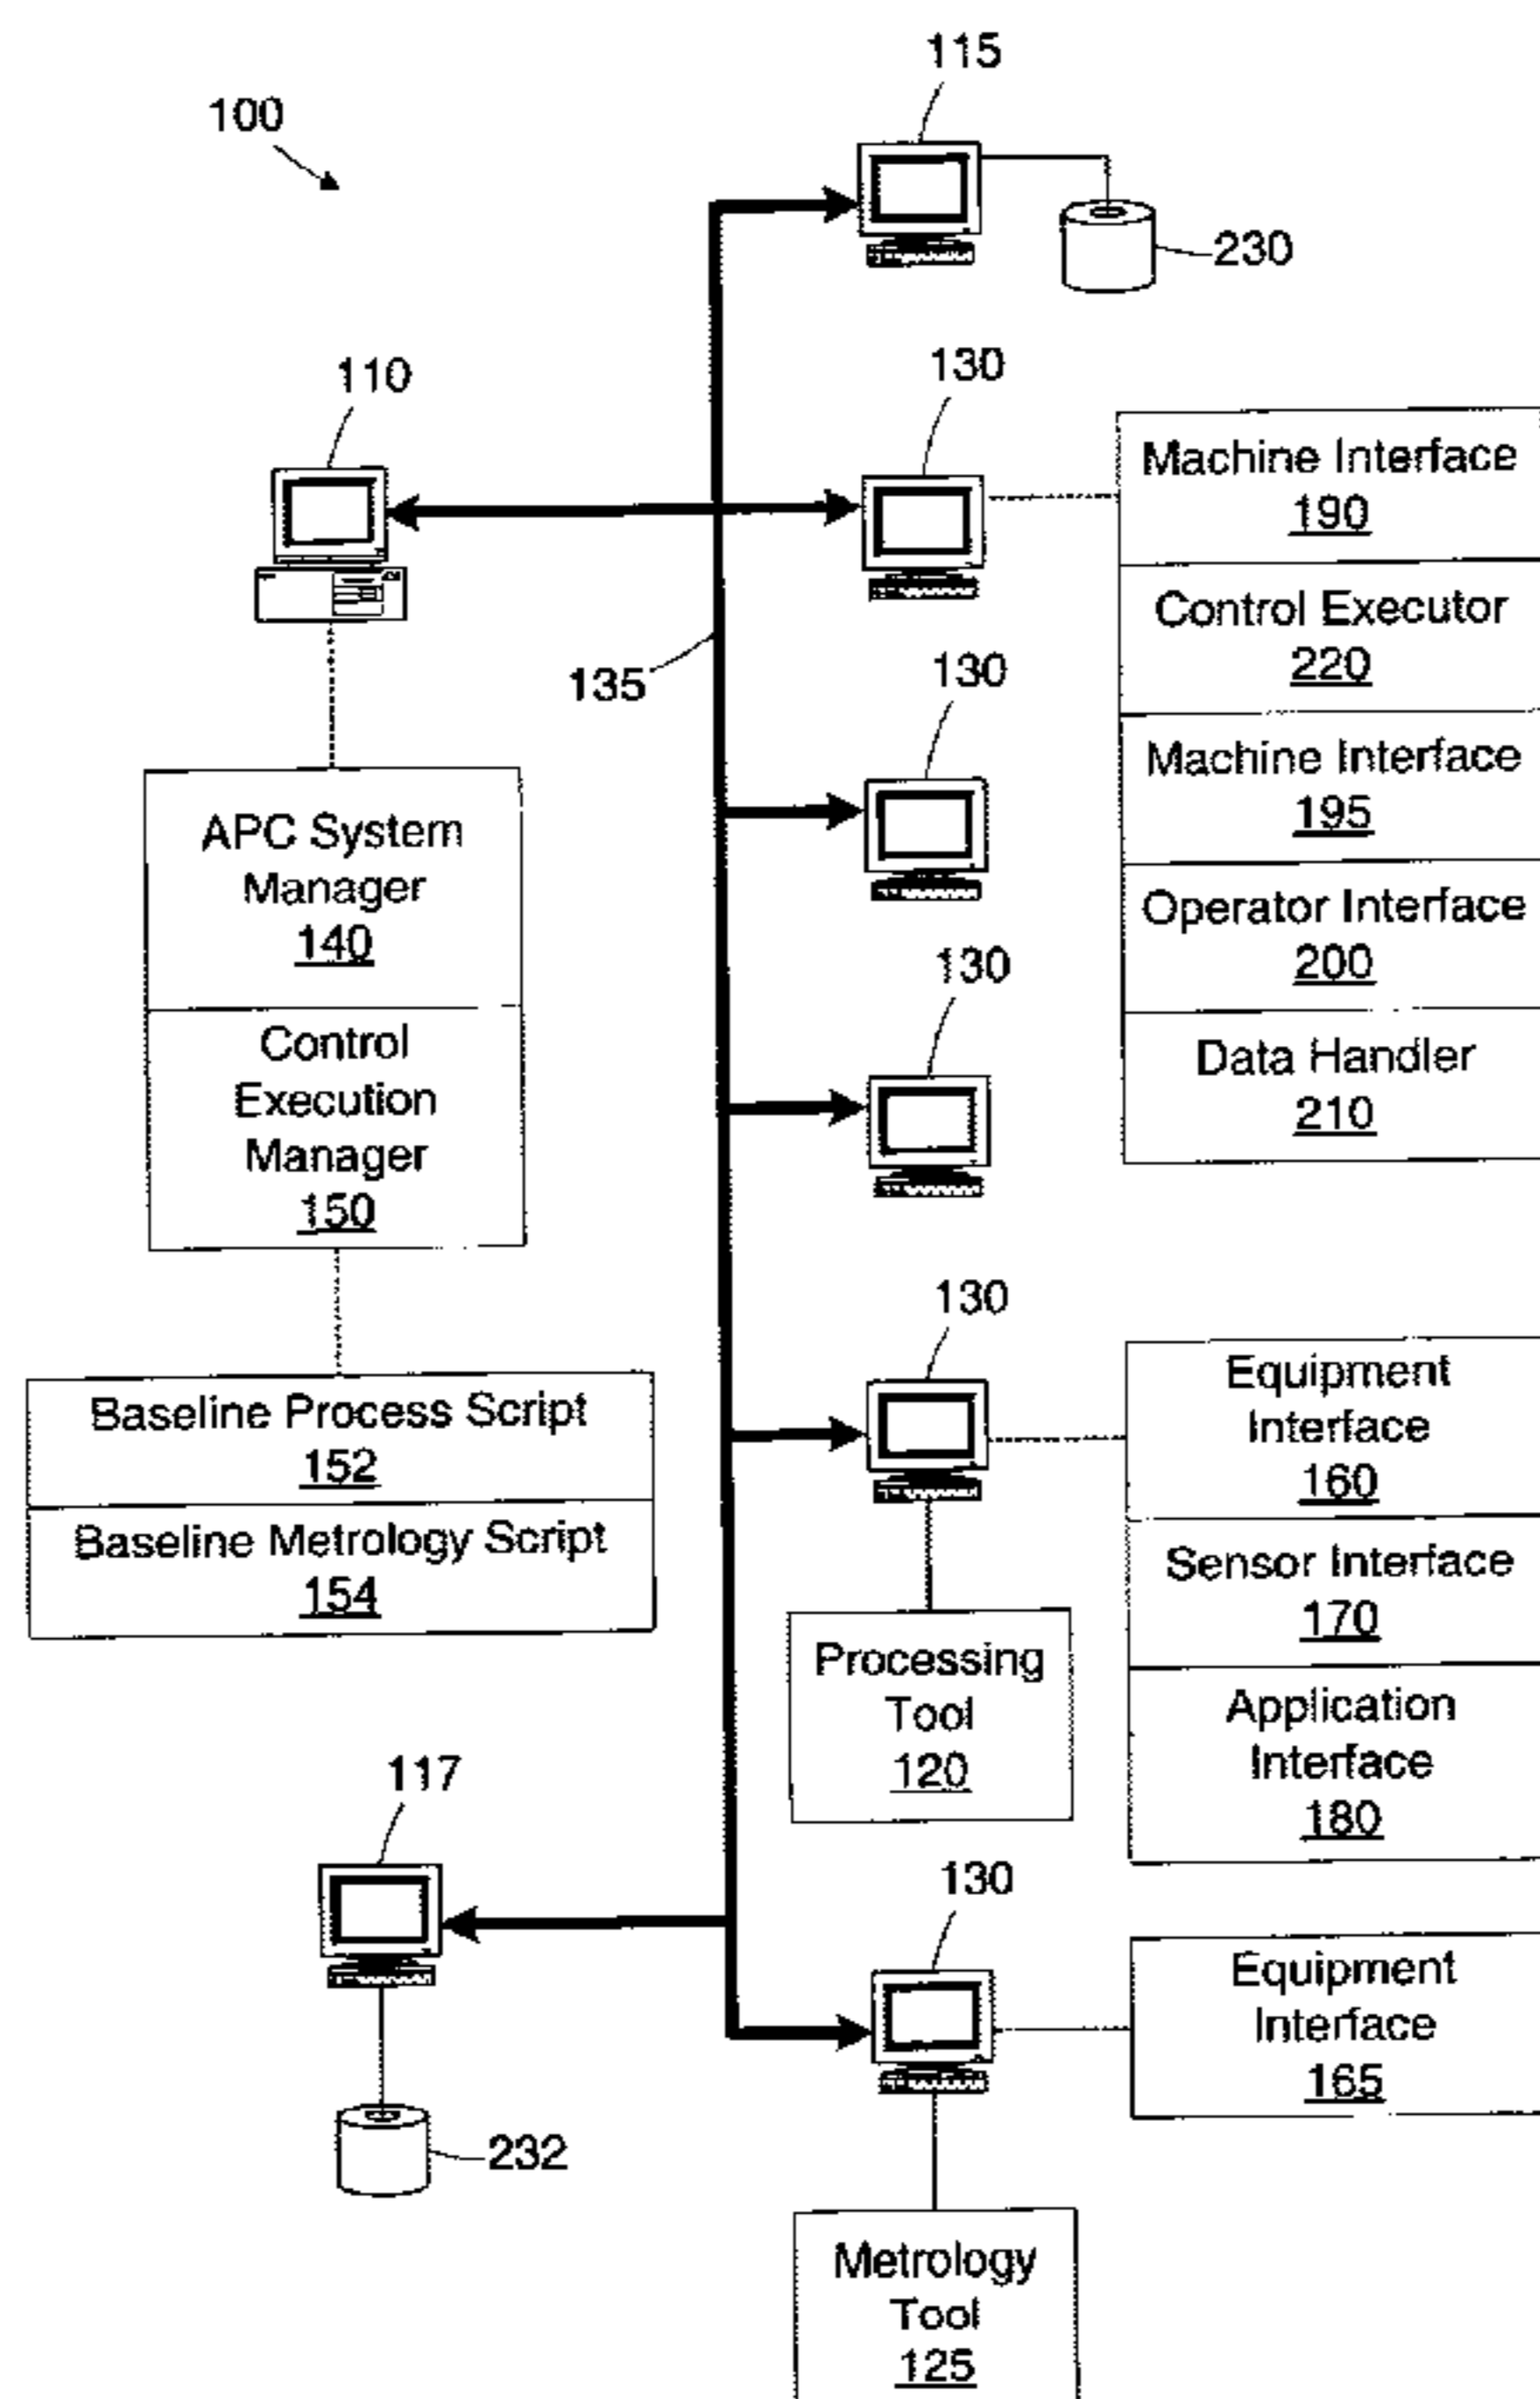 115
100
230
110
130
Machine Interface
190
Control Executor
220
135
130
Machine Interface
195
APC System
Manager
140
Operator Interface
200
130
Control
Execution
Manager
150
Data Handler
210
130
Equipment
Interface
160
Baseline Process Script
152
Baseline Metrology Script
154
Sensor Interface
170
Processing
Tool
120
Application
Interface
180
117
130
Equipment
Interface
165
232
Metrology
Tool
125